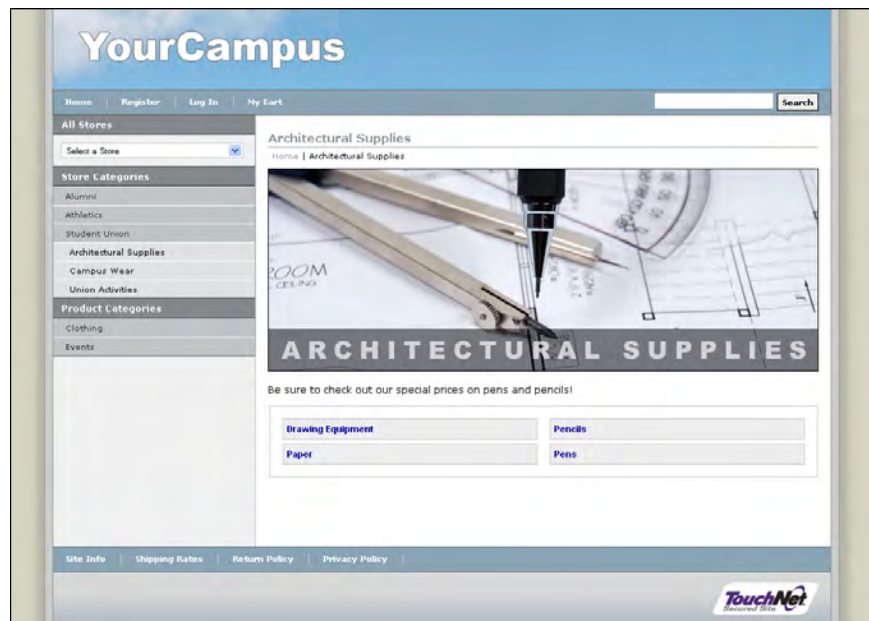 YourCampus
Home | Register | Log In | My Cart
Search
All Stores
Select a Store
Store Categories
Alumni
Athletics
Student Union
Architectural Supplies
Campus Wear
Union Activities
Product Categories
Clothing
Events
Architectural Supplies
Home | Architectural Supplies
ROOM
CEILING
ARCHITECTURAL SUPPLIES
Be sure to check out our special prices on pens and pencils!
Drawing Equipment
Pencils
Paper
Pens
Site Info | Shipping Rates | Return Policy | Privacy Policy |
TouchNet
Secured Site